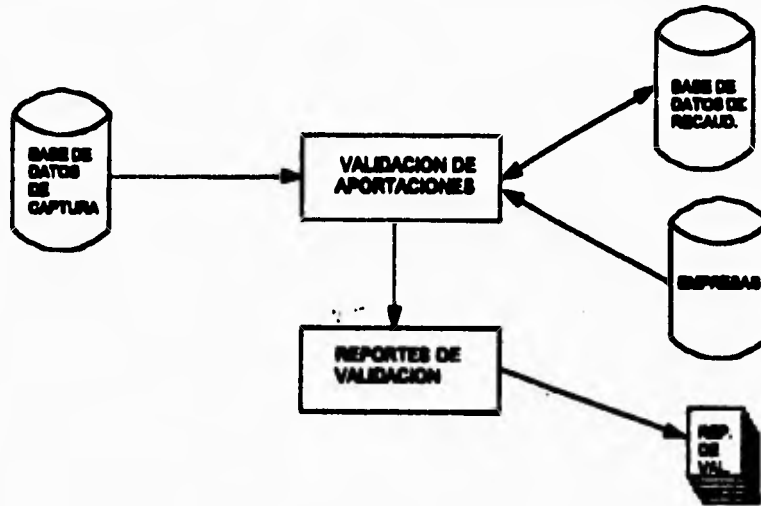 BASE DE
DATOS
DE
CAPTURA
VALIDACION DE
APORTACIONES
BASE DE
DATOS DE
RECAUD.
EMPRESAS
REPORTES DE
VALIDACION
REP.
DE
VAL.